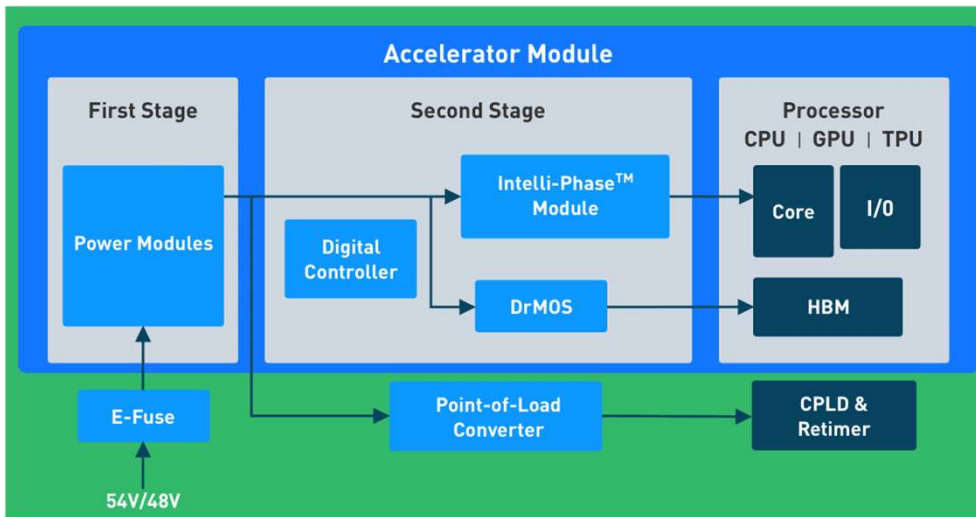 Accelerator Module
First Stage
Second Stage
Processor
CPU | GPU | TPU
Power Modules
Digital
Controller
Intelli-Phase™
Module
DrMOS
Core
I/0
HBM
E-Fuse
Point-of-Load
Converter
CPLD &
Retimer
54V/48V